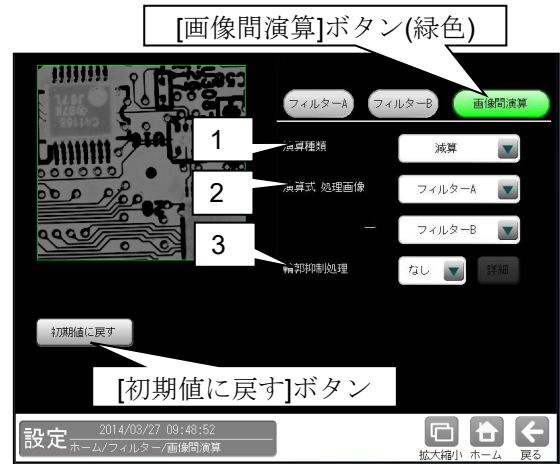 [画像間演算]ボタン(緑色)
フィルターA フィルターB 画像間演算
1 演算種類 減算
2 演算式 処理画像 フィルターA
― フィルターB
3 輪郭抑制処理 なし 詳細
初期値に戻す
[初期値に戻す]ボタン
設定 2014/03/27 09:48:52
ホーム/フィルター/画像間演算
拡大縮小 ホーム 戻る